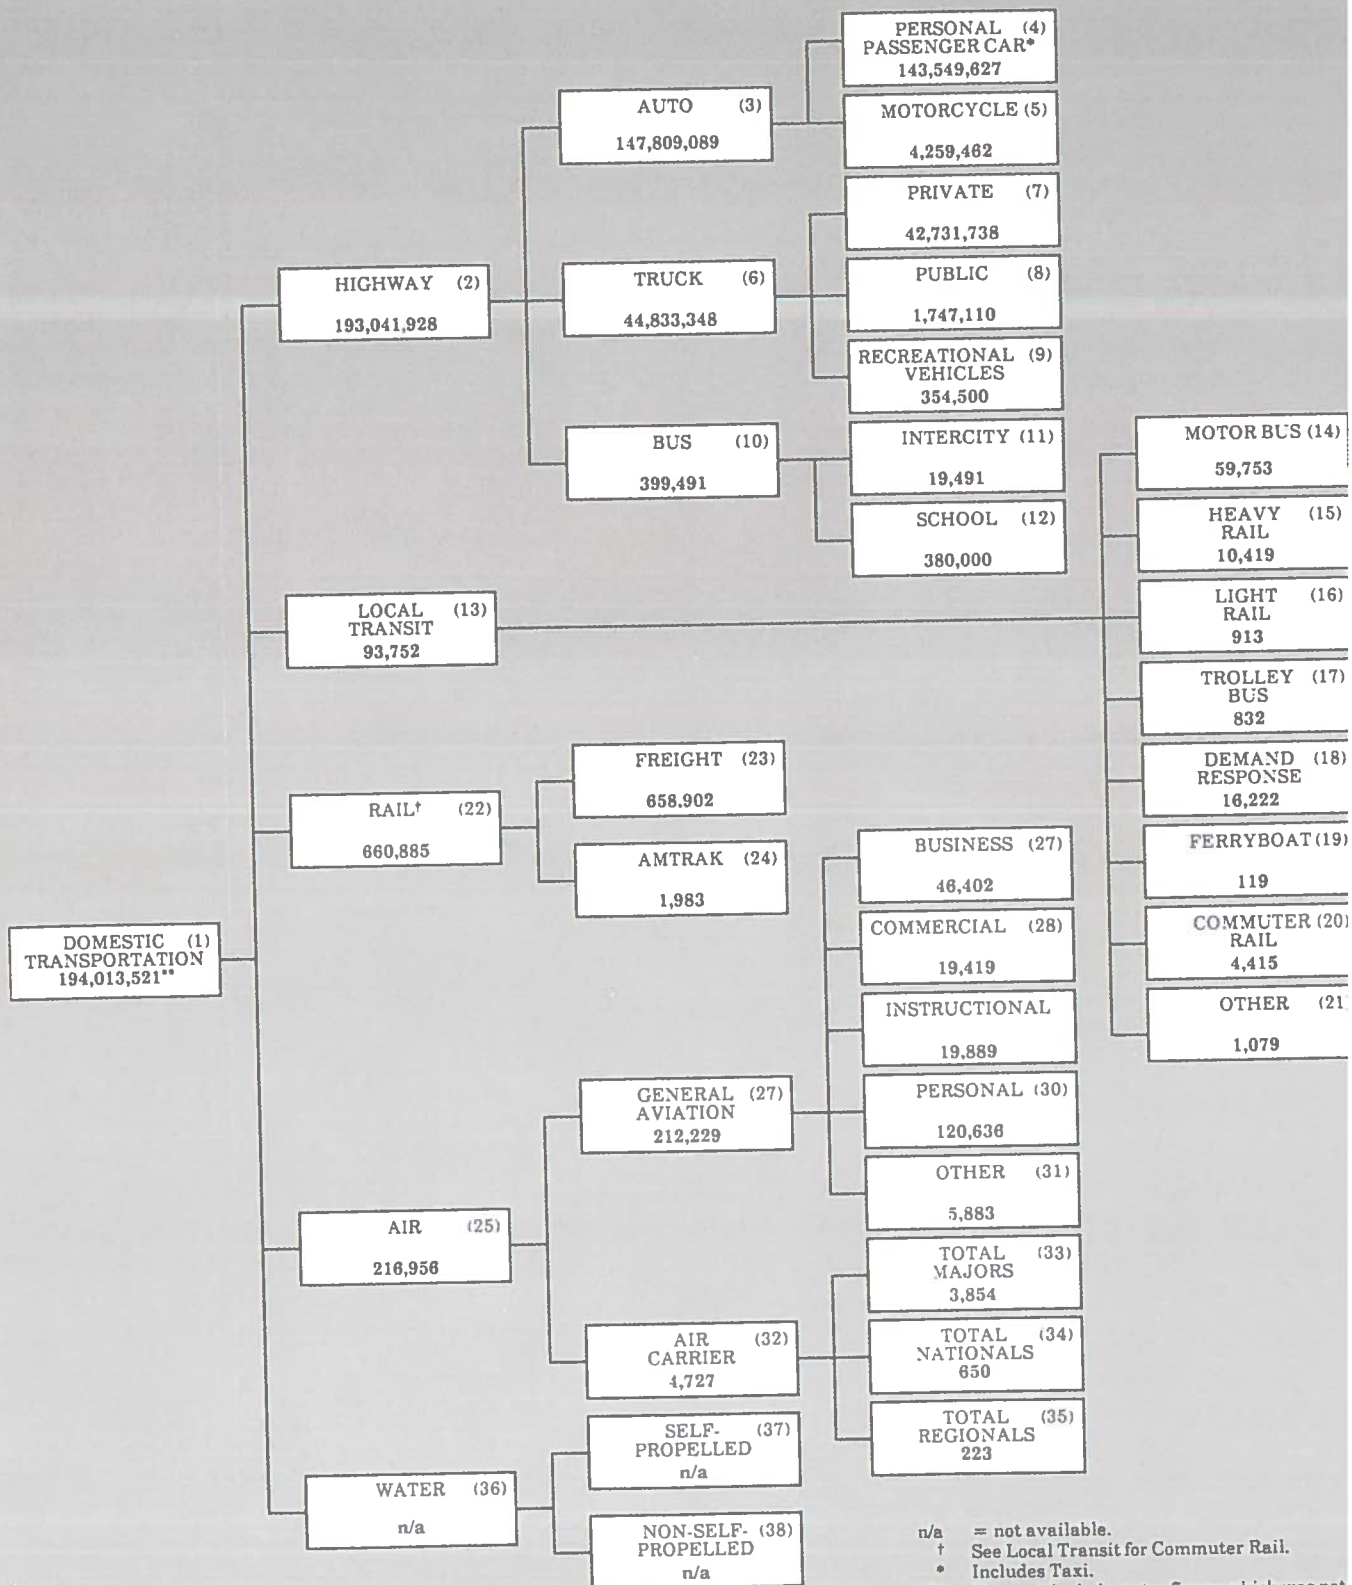 PERSONAL (4)
PASSENGER CAR*
143,549,627
AUTO (3)
147,809,089
MOTORCYCLE (5)
4,259,462
PRIVATE (7)
42,731,738
HIGHWAY (2)
193,041,928
TRUCK (6)
44,833,348
PUBLIC (8)
1,747,110
RECREATIONAL (9)
VEHICLES
354,500
BUS (10)
399,491
INTERCITY (11)
19,491
SCHOOL (12)
380,000
MOTOR BUS (14)
59,753
HEAVY (15)
RAIL
10,419
LOCAL (13)
TRANSIT
93,752
LIGHT (16)
RAIL
913
TROLLEY (17)
BUS
832
DEMAND (18)
RESPONSE
16,222
FERRYBOAT (19)
119
COMMUTER (20)
RAIL
4,415
OTHER (21)
1,079
RAIL† (22)
660,885
FREIGHT (23)
658.902
AMTRAK (24)
1,983
DOMESTIC (1)
TRANSPORTATION
194,013,521**
BUSINESS (27)
46,402
COMMERCIAL (28)
19,419
INSTRUCTIONAL
19,889
GENERAL (27)
AVIATION
212,229
PERSONAL (30)
120,636
OTHER (31)
5,883
AIR (25)
216,956
AIR (32)
CARRIER
4,727
TOTAL (33)
MAJORS
3,854
TOTAL (34)
NATIONALS
650
TOTAL (35)
REGIONALS
223
WATER (36)
n/a
SELF- (37)
PROPELLED
n/a
NON-SELF- (38)
PROPELLED
n/a
n/a = not available.
† See Local Transit for Commuter Rail.
* Includes Taxi.